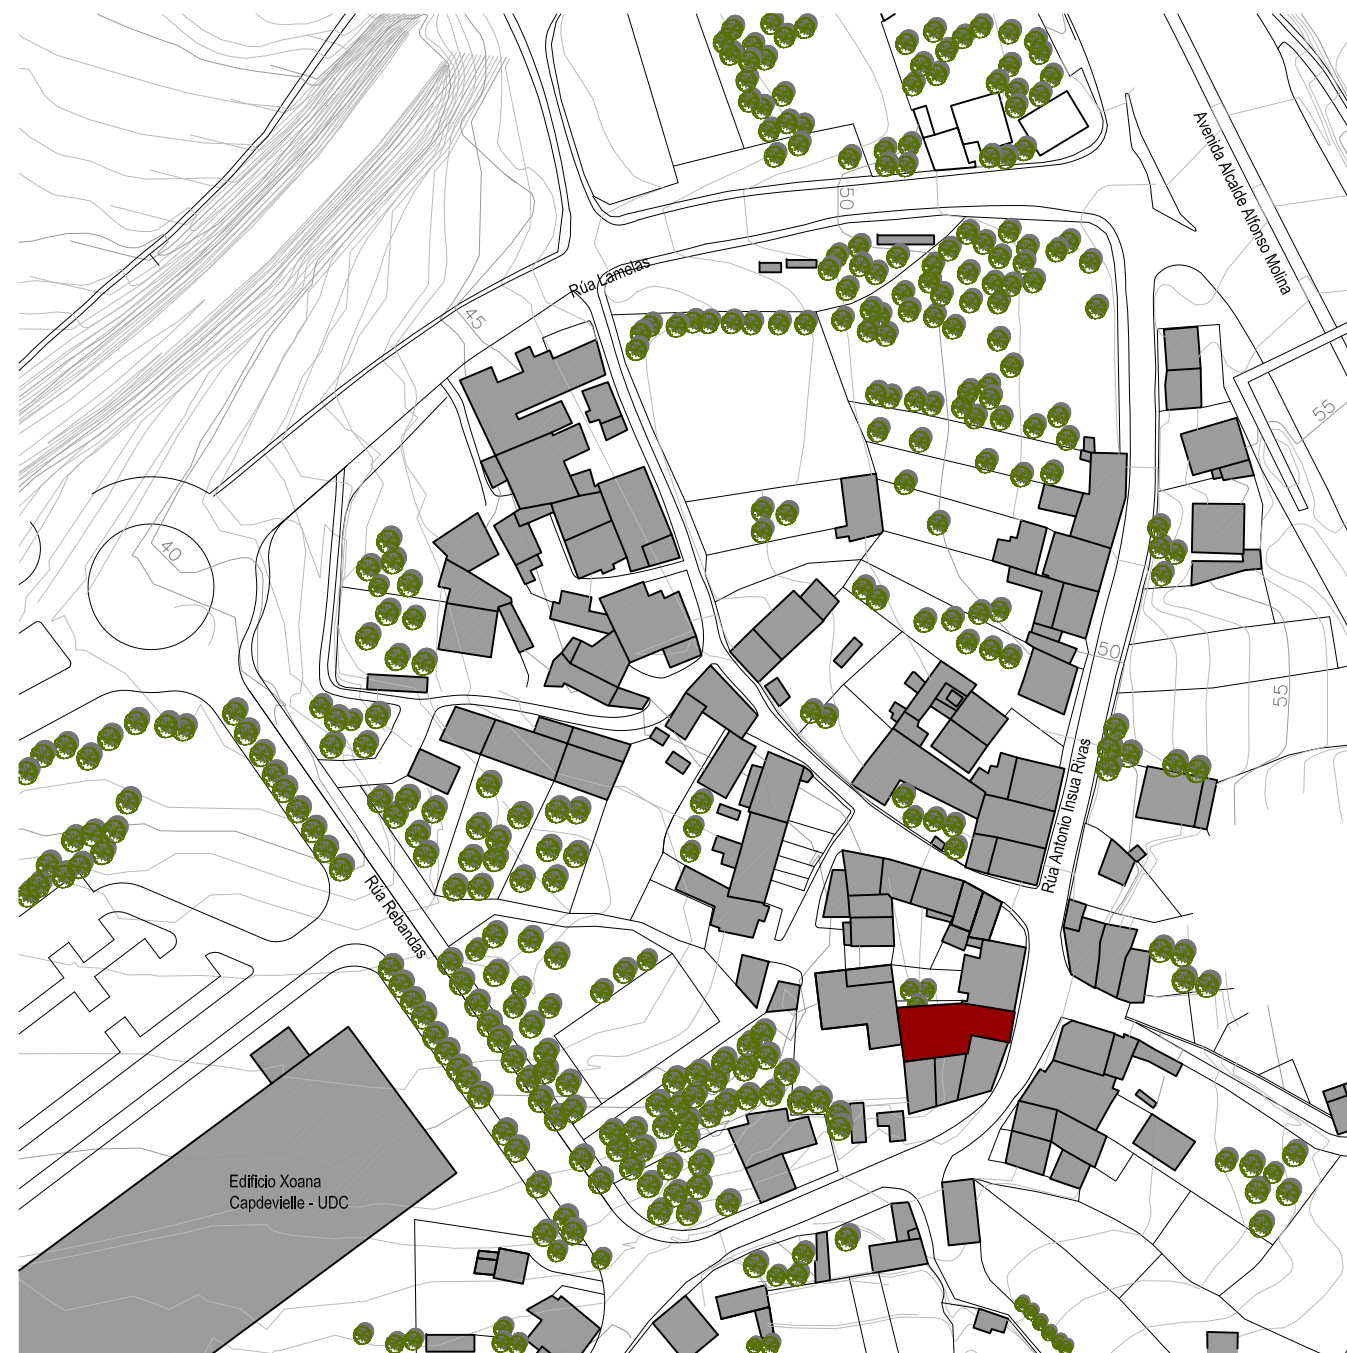 Avenida Alcalde Alfonso Molina
50
Rúa Lamelas
45
55
40
50
55
Rúa Antonio Insua Rivas
Rúa Rebandas
Edificio Xoana
Capdevielle - UDC